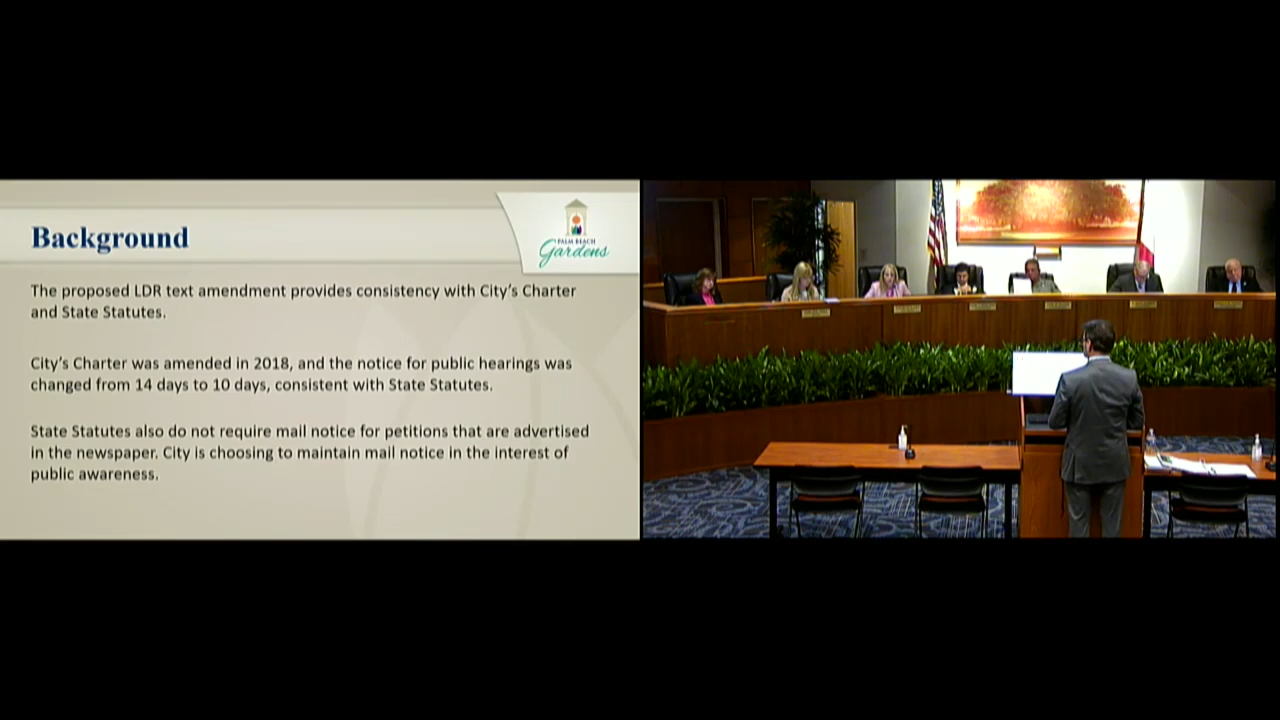 Background
PALM BEACH
Gardens
The proposed LDR text amendment provides consistency with City's Charter
and State Statutes.
City's Charter was amended in 2018, and the notice for public hearings was
changed from 14 days to 10 days, consistent with State Statutes.
State Statutes also do not require mail notice for petitions that are advertised
in the newspaper. City is choosing to maintain mail notice in the interest of
public awareness.